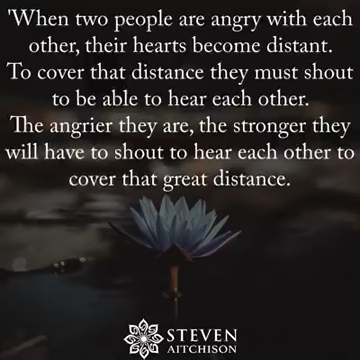 'When two people are angry with each
other, their hearts become distant.
To cover that distance they must shout
to be able to hear each other.
The angrier they are, the stronger they
will have to shout to hear each other to
cover that great distance.
STEVEN
AITCHISON